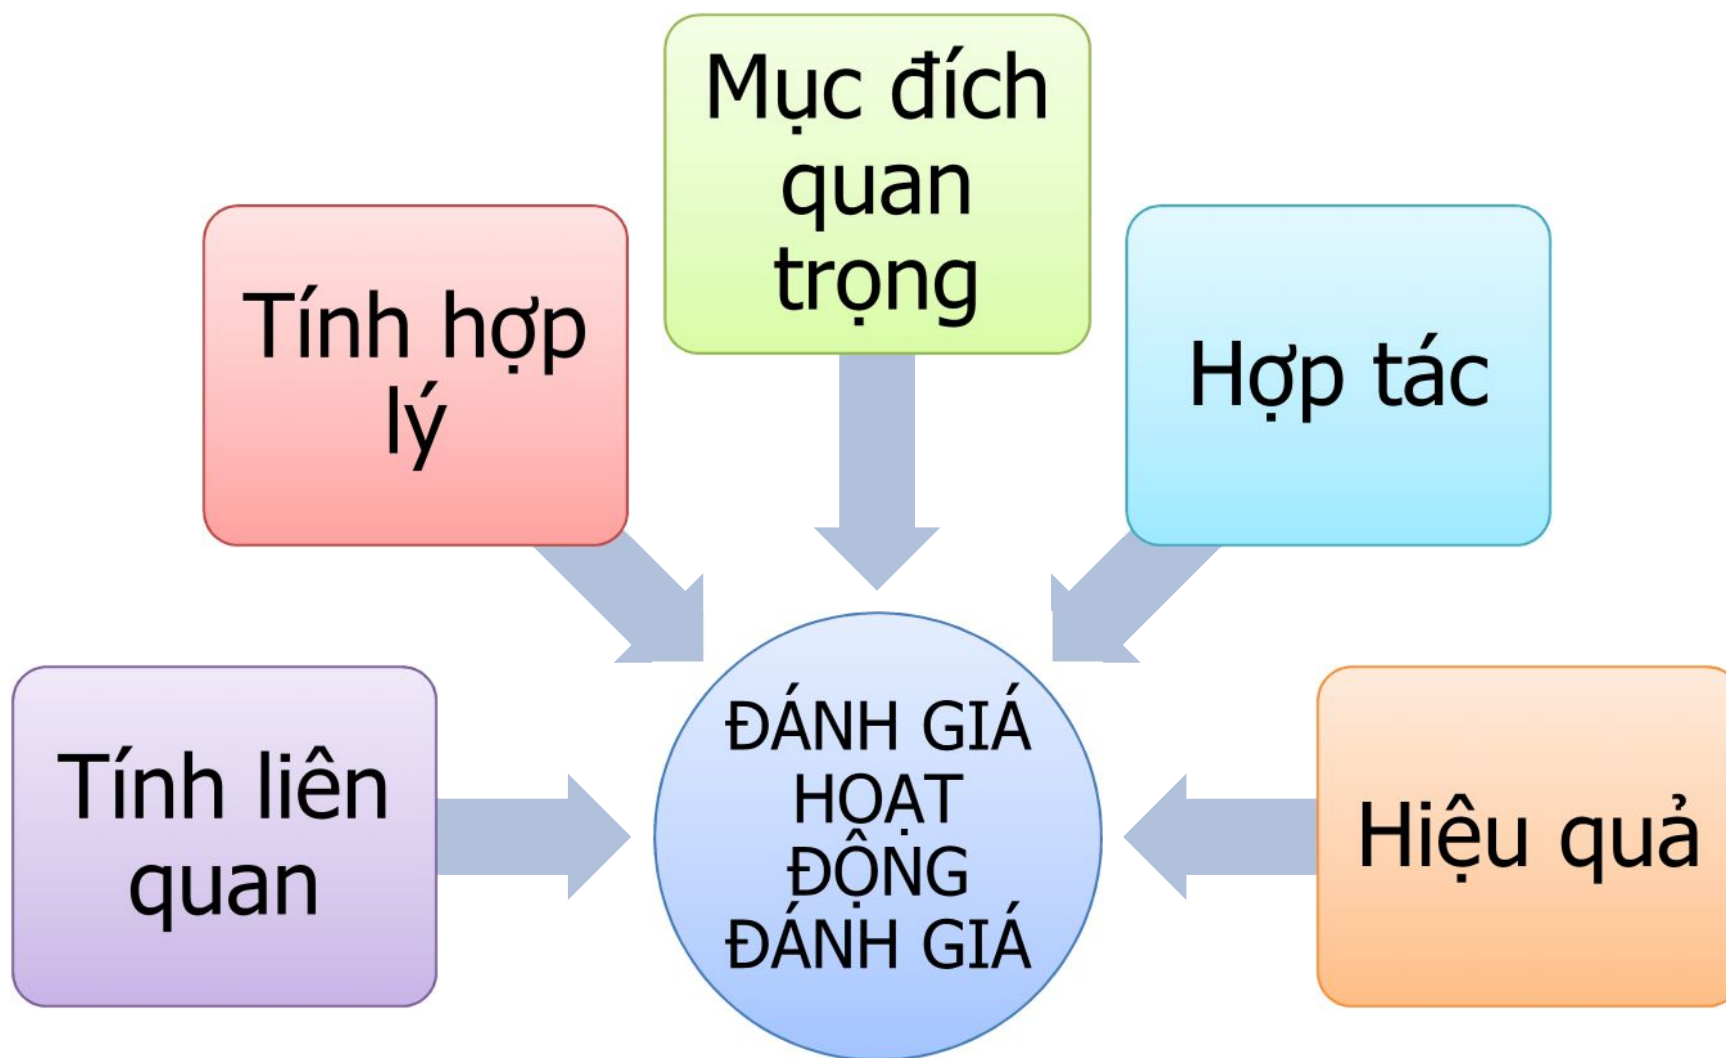 Mục đích
quan
trọng
Tính hợp
lý
Hợp tác
Tính liên
quan
ĐÁNH GIÁ
HOẠT
ĐỘNG
ĐÁNH GIÁ
Hiệu quả